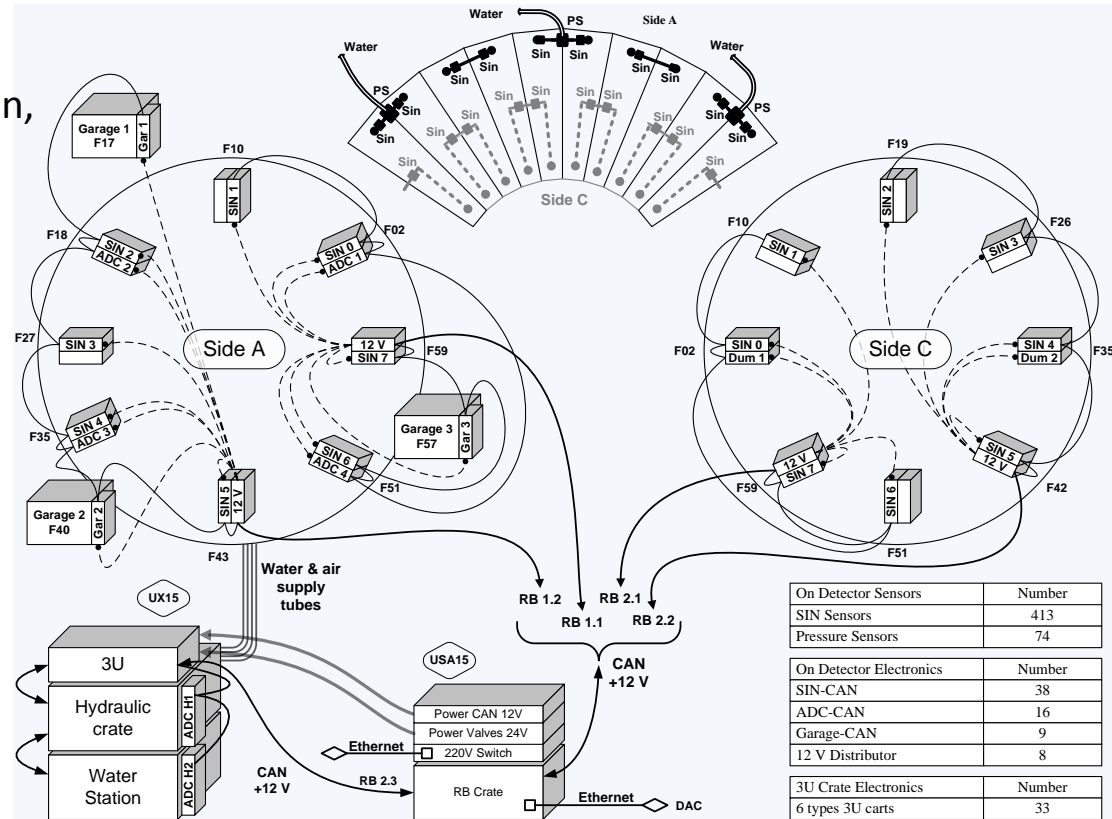 n,
Water
PS
Side A
Water
Sin
Sin
Sin
Sin
Sin
Sin
Water
PS
Sin
Sin
PS
Sin
Sin
Sin
Sin
Sin
Sin
Sin
Sin
Sin
Sin
Side C
Garage 1
F17
Gar 1
F10
SIN 1
F18
SIN 2
ADC 2
F02
SIN 0
ADC 1
F27
SIN 3
Side A
12 V
SIN 7
F59
F35
SIN 4
ADC 3
Garage 3
F57
Gar 3
SIN 6
ADC 4
F51
Garage 2
F40
Gar 2
SIN 5
12 V
F43
F19
SIN 2
F10
SIN 1
F26
SIN 3
F02
SIN 0
Dum 1
Side C
SIN 4
Dum 2
F35
12 V
SIN 7
F59
SIN 5
12 V
F42
SIN 6
F51
Water & air
supply
tubes
RB 1.2
RB 1.1
RB 2.1
RB 2.2
CAN
+12 V
UX15
3U
Hydraulic
crate
ADC H1
Water
Station
ADC H2
CAN
+12 V
RB 2.3
USA15
Power CAN 12V
Power Valves 24V
220V Switch
Ethernet
RB Crate
Ethernet
DAC
On Detector Sensors Number
SIN Sensors 413
Pressure Sensors 74
On Detector Electronics Number
SIN-CAN 38
ADC-CAN 16
Garage-CAN 9
12 V Distributor 8
3U Crate Electronics Number
6 types 3U carts 33